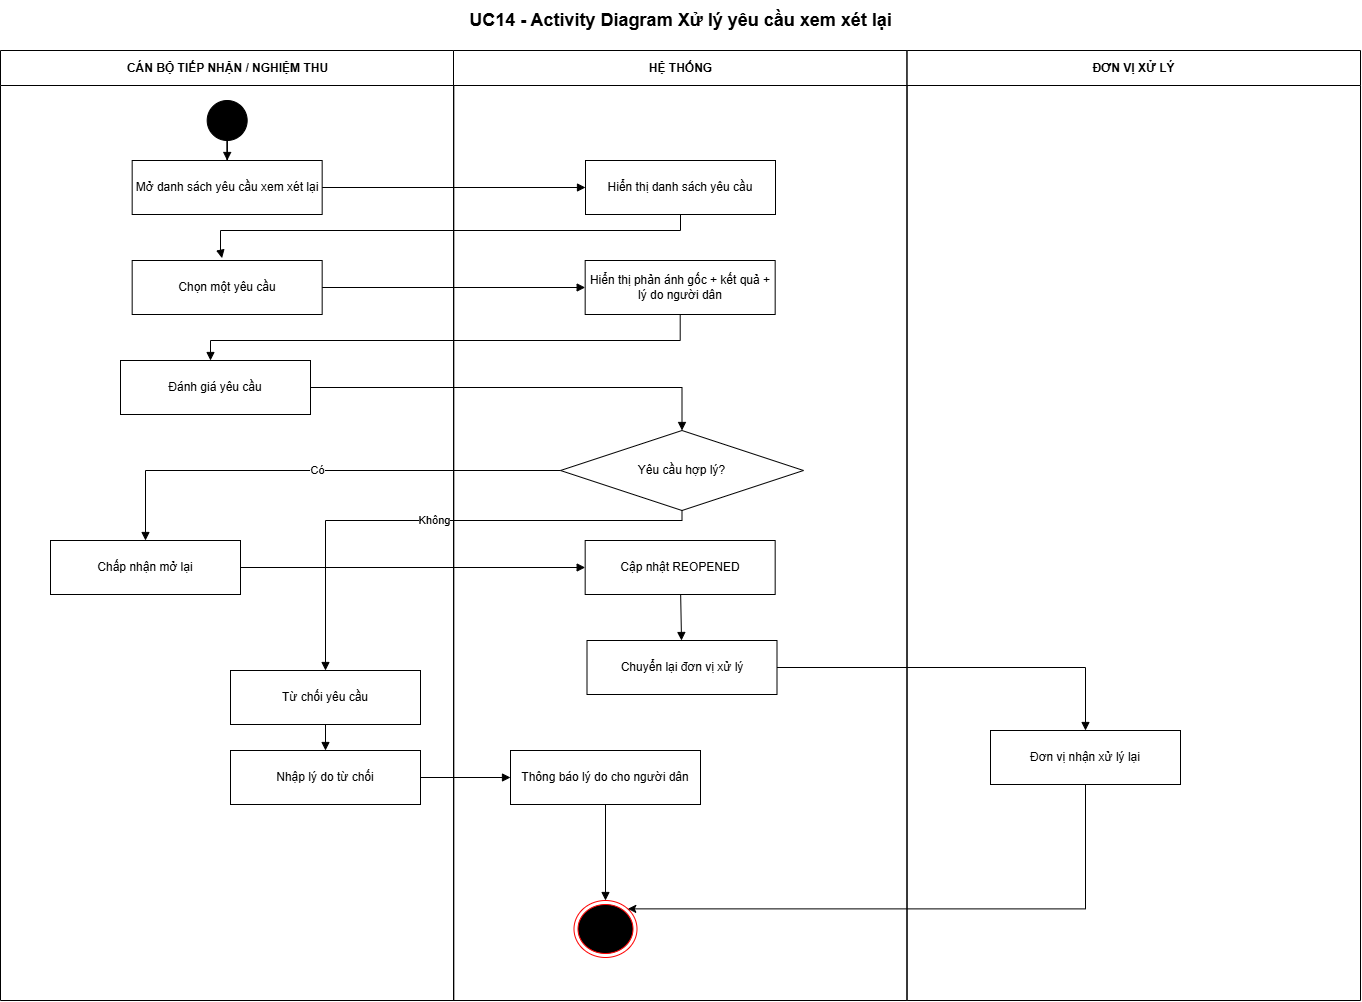 UC14 - Activity Diagram Xử lý yêu cầu xem xét lại
CÁN BỘ TIẾP NHẬN / NGHIỆM THU
HỆ THỐNG
ĐƠN VỊ XỬ LÝ
Mở danh sách yêu cầu xem xét lại
Hiển thị danh sách yêu cầu
Chọn một yêu cầu
Hiển thị phản ánh gốc + kết quả +
lý do người dân
Đánh giá yêu cầu
Yêu cầu hợp lý?
Có
Không
Chấp nhận mở lại
Cập nhật REOPENED
Chuyển lại đơn vị xử lý
Từ chối yêu cầu
Đơn vị nhận xử lý lại
Nhập lý do từ chối
Thông báo lý do cho người dân